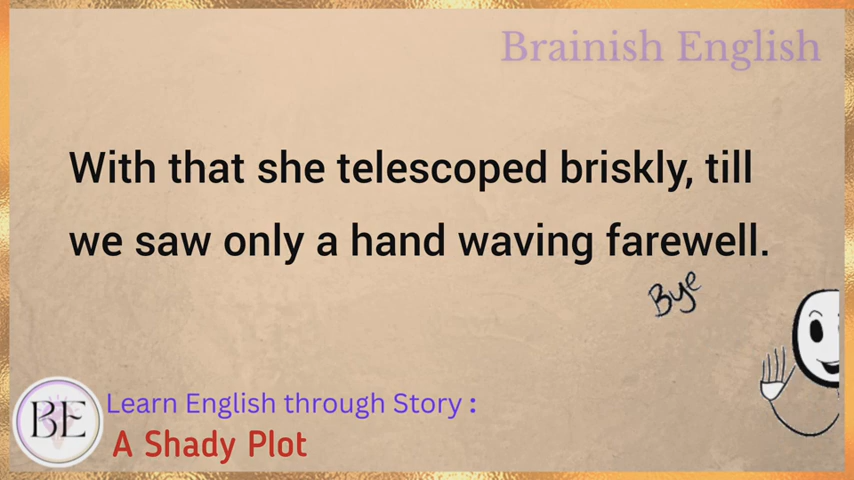 Brainish English
With that she telescoped briskly, till
we saw only a hand waving farewell.
Bye
BE
Learn English through Story :
A Shady Plot